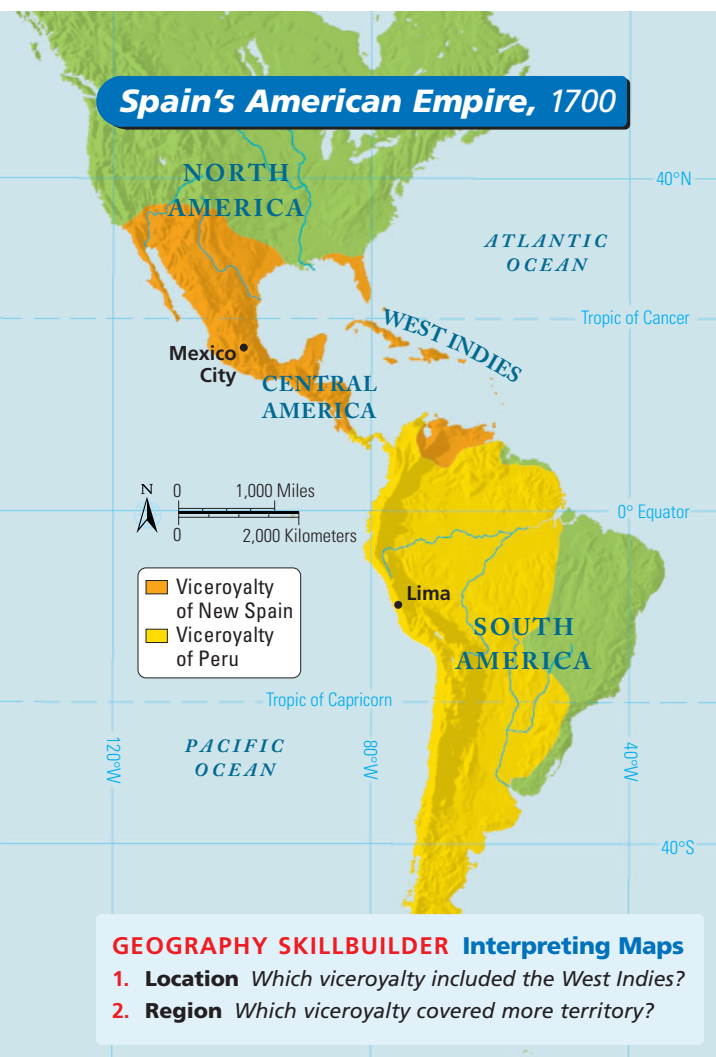 Spain's American Empire, 1700
NORTH
AMERICA
40°N
ATLANTIC
OCEAN
Tropic of Cancer
WEST INDIES
Mexico
City
CENTRAL
AMERICA
N
0 1,000 Miles
0 2,000 Kilometers
0° Equator
Viceroyalty
of New Spain
Viceroyalty
of Peru
Lima
SOUTH
AMERICA
Tropic of Capricorn
PACIFIC
OCEAN
120°W
80°W
40°W
40°S
GEOGRAPHY SKILLBUILDER Interpreting Maps
1. Location Which viceroyalty included the West Indies?
2. Region Which viceroyalty covered more territory?